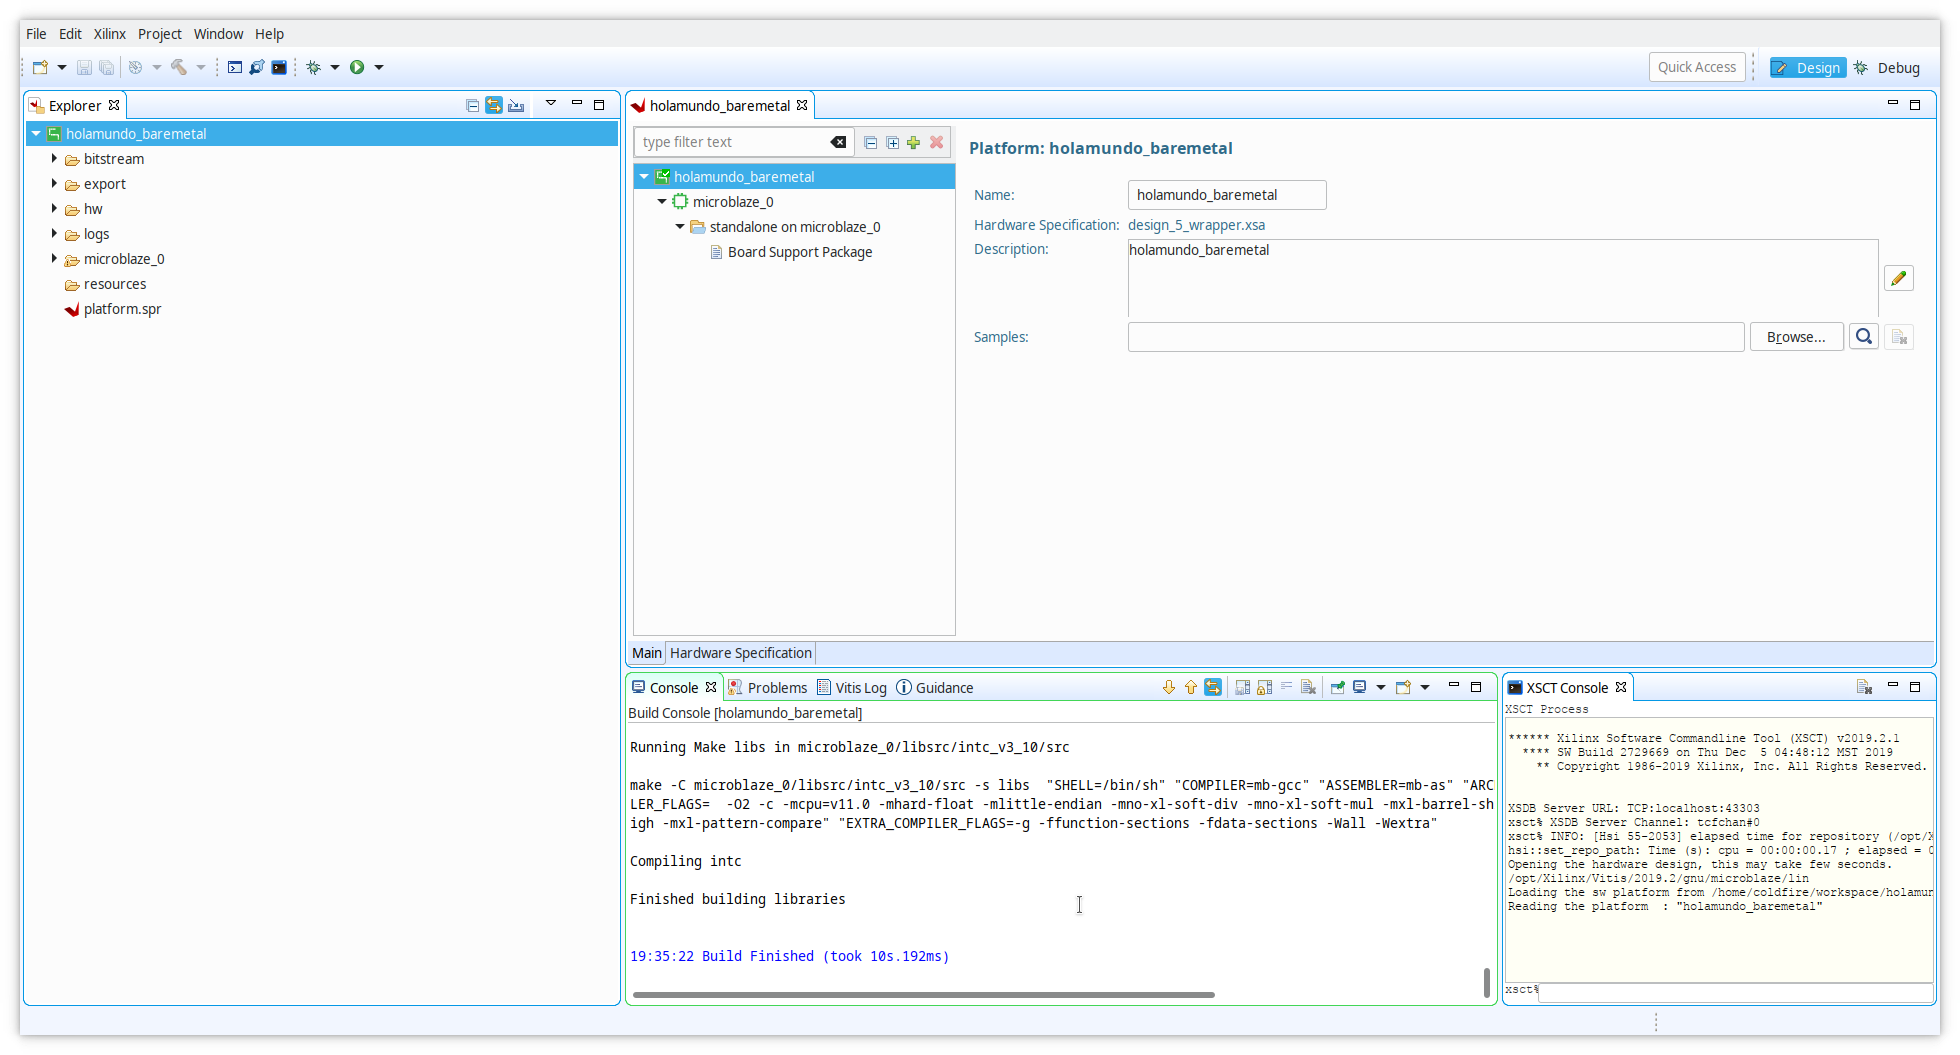 File Edit Xilinx Project Window Help
Quick Access Design Debug
Explorer
holamundo_baremetal
bitstream
export
hw
logs
microblaze_0
resources
platform.spr
holamundo_baremetal
type filter text
holamundo_baremetal
microblaze_0
standalone on microblaze_0
Board Support Package
Platform: holamundo_baremetal
Name: holamundo_baremetal
Hardware Specification: design_5_wrapper.xsa
Description: holamundo_baremetal
Samples: Browse...
Main Hardware Specification
Console Problems Vitis Log Guidance
Build Console [holamundo_baremetal]
Running Make libs in microblaze_0/libsrc/intc_v3_10/src
make -C microblaze_0/libsrc/intc_v3_10/src -s libs  "SHELL=/bin/sh" "COMPILER=mb-gcc" "ASSEMBLER=mb-as" "ARC
LER_FLAGS=  -O2 -c -mcpu=v11.0 -mhard-float -mlittle-endian -mno-xl-soft-div -mno-xl-soft-mul -mxl-barrel-sh
igh -mxl-pattern-compare" "EXTRA_COMPILER_FLAGS=-g -ffunction-sections -fdata-sections -Wall -Wextra"
Compiling intc
Finished building libraries
19:35:22 Build Finished (took 10s.192ms)
XSCT Console
XSCT Process
****** Xilinx Software Commandline Tool (XSCT) v2019.2.1
**** SW Build 2729669 on Thu Dec  5 04:48:12 MST 2019
** Copyright 1986-2019 Xilinx, Inc. All Rights Reserved.
XSDB Server URL: TCP:localhost:43303
xsct% XSDB Server Channel: tcfchan#0
xsct% INFO: [Hsi 55-2053] elapsed time for repository (/opt/X
hsi::set_repo_path: Time (s): cpu = 00:00:00.17 ; elapsed = 0
Opening the hardware design, this may take few seconds.
/opt/Xilinx/Vitis/2019.2/gnu/microblaze/lin
Loading the sw platform from /home/coldfire/workspace/holamun
Reading the platform  : "holamundo_baremetal"
xsct%